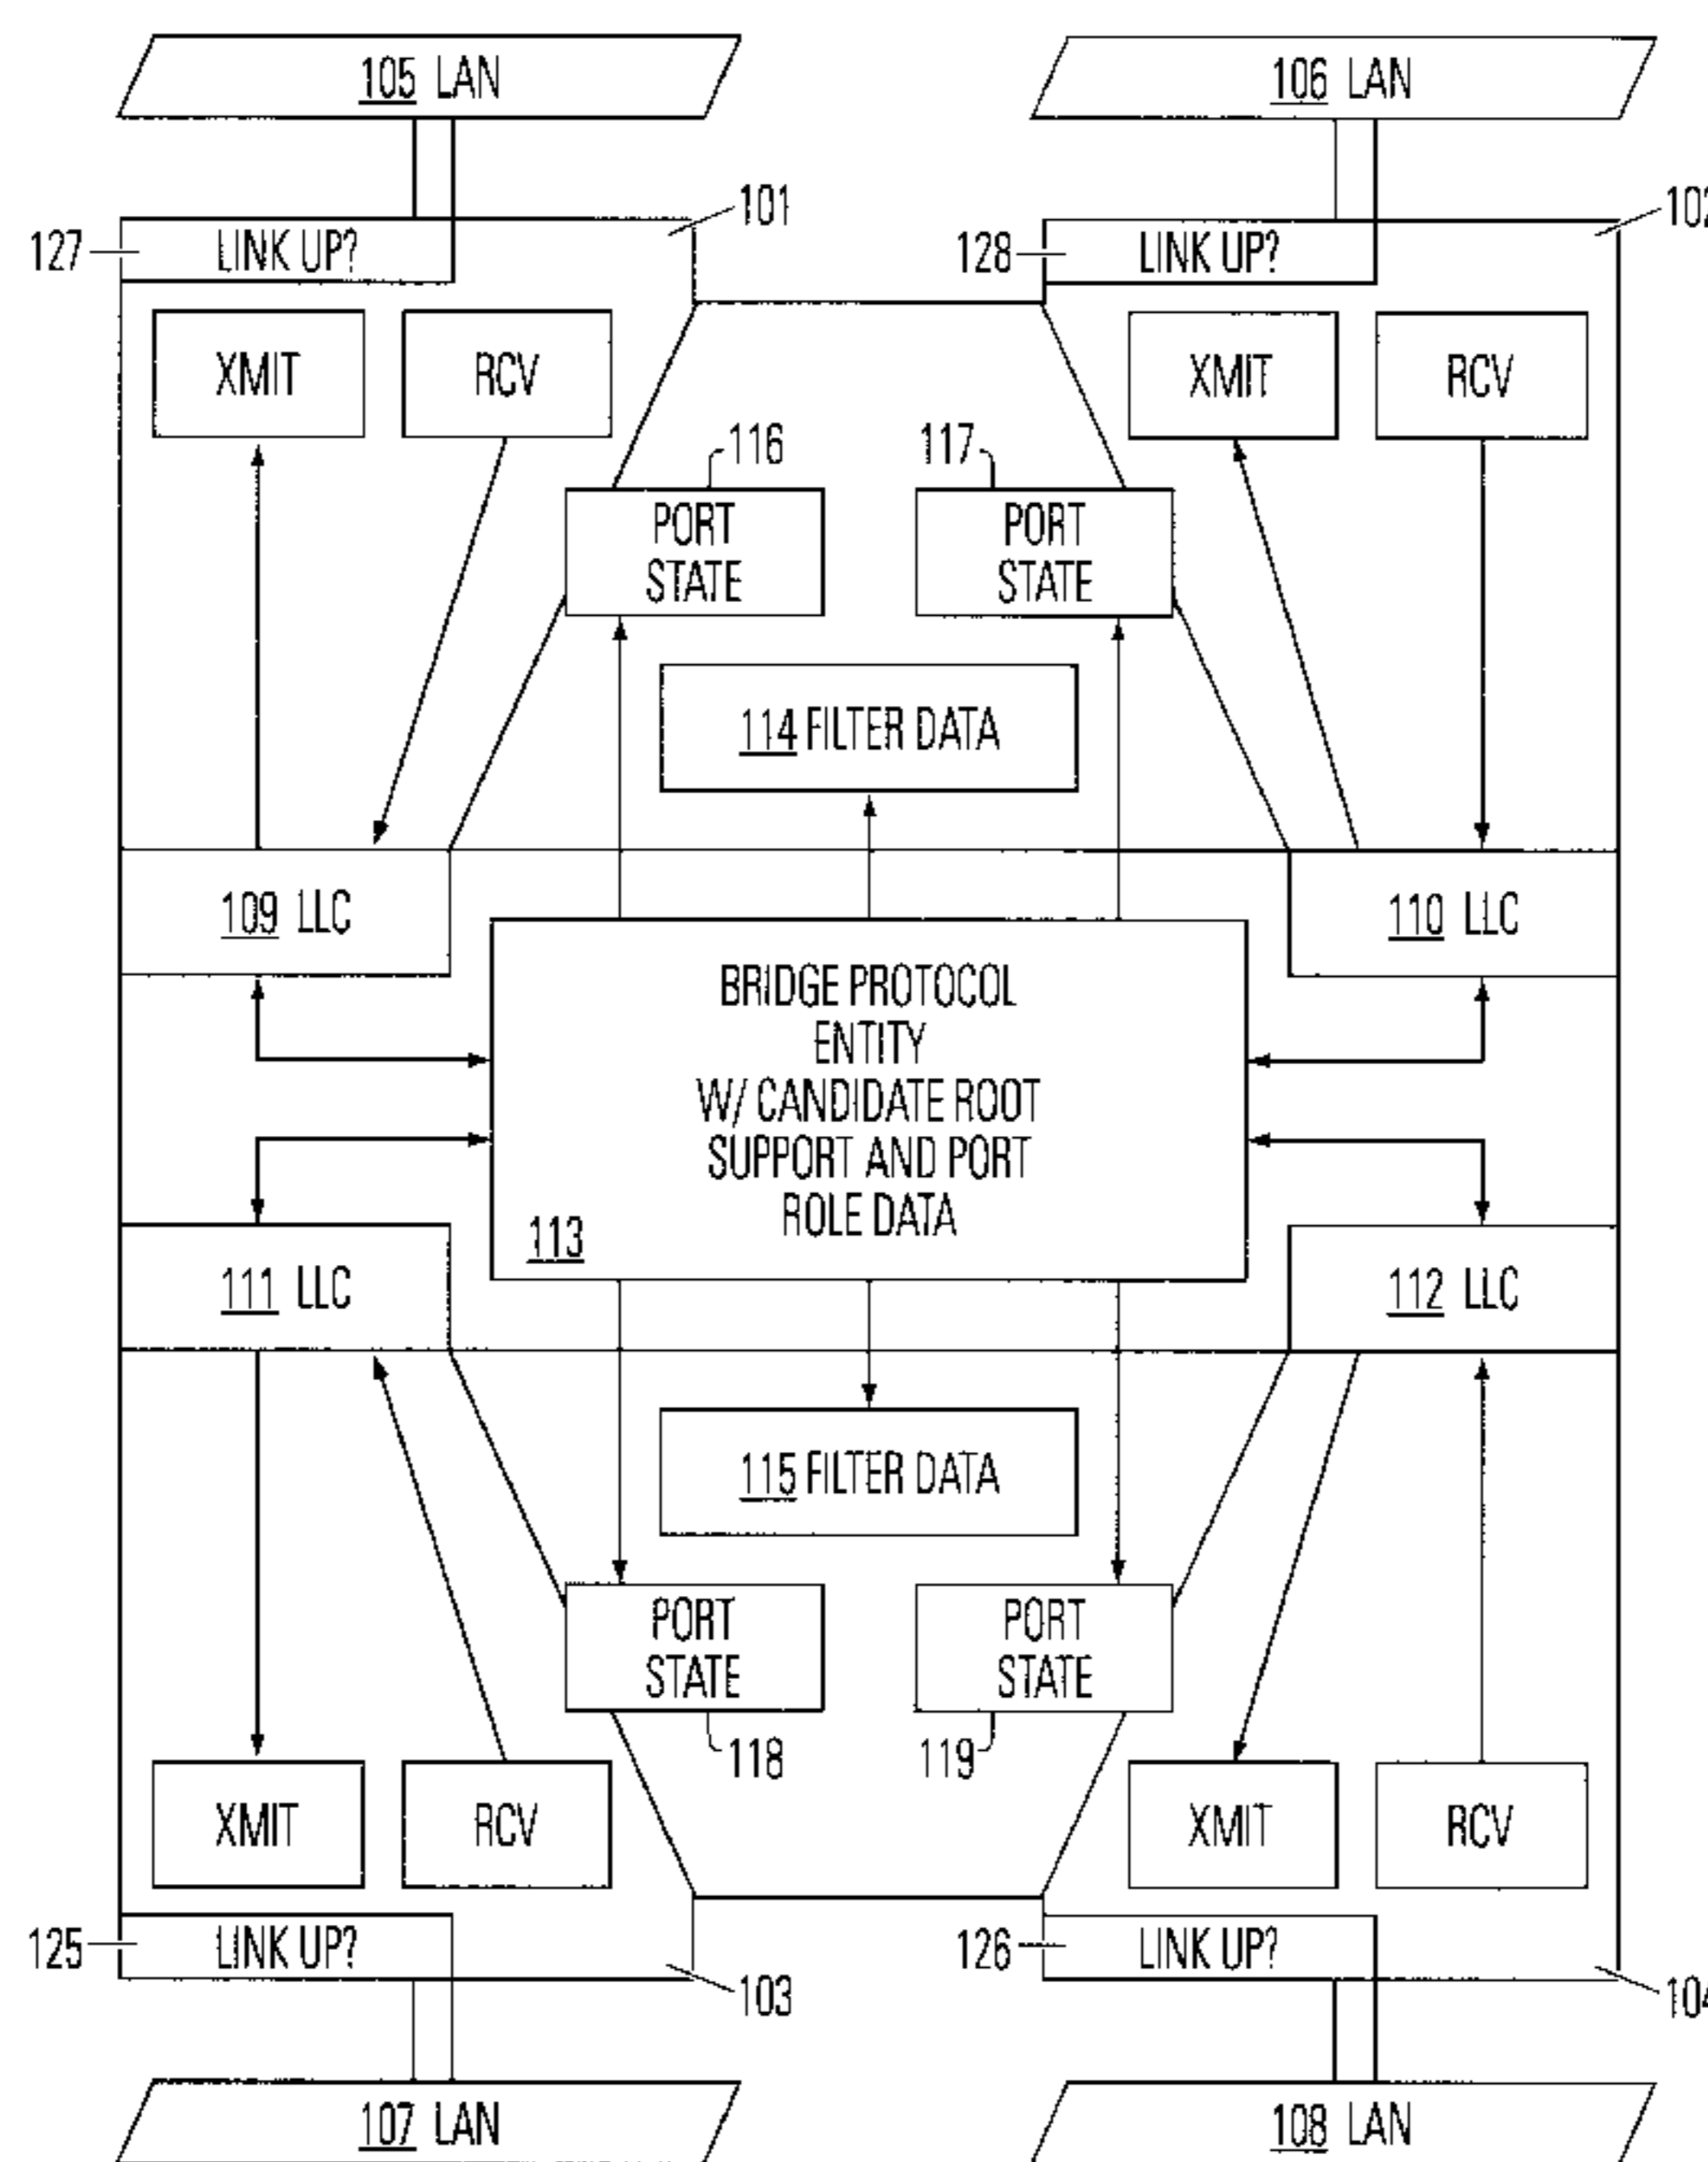 105 LAN
106 LAN
101
102
127
LINK UP?
128
LINK UP?
XMIT
RCV
XMIT
RCV
116
117
PORT
STATE
PORT
STATE
114 FILTER DATA
109 LLC
110 LLC
BRIDGE PROTOCOL
ENTITY
W/ CANDIDATE ROOT
SUPPORT AND PORT
ROLE DATA
113
111 LLC
112 LLC
115 FILTER DATA
PORT
STATE
PORT
STATE
118
119
XMIT
RCV
XMIT
RCV
125
LINK UP?
126
LINK UP?
103
104
107 LAN
108 LAN